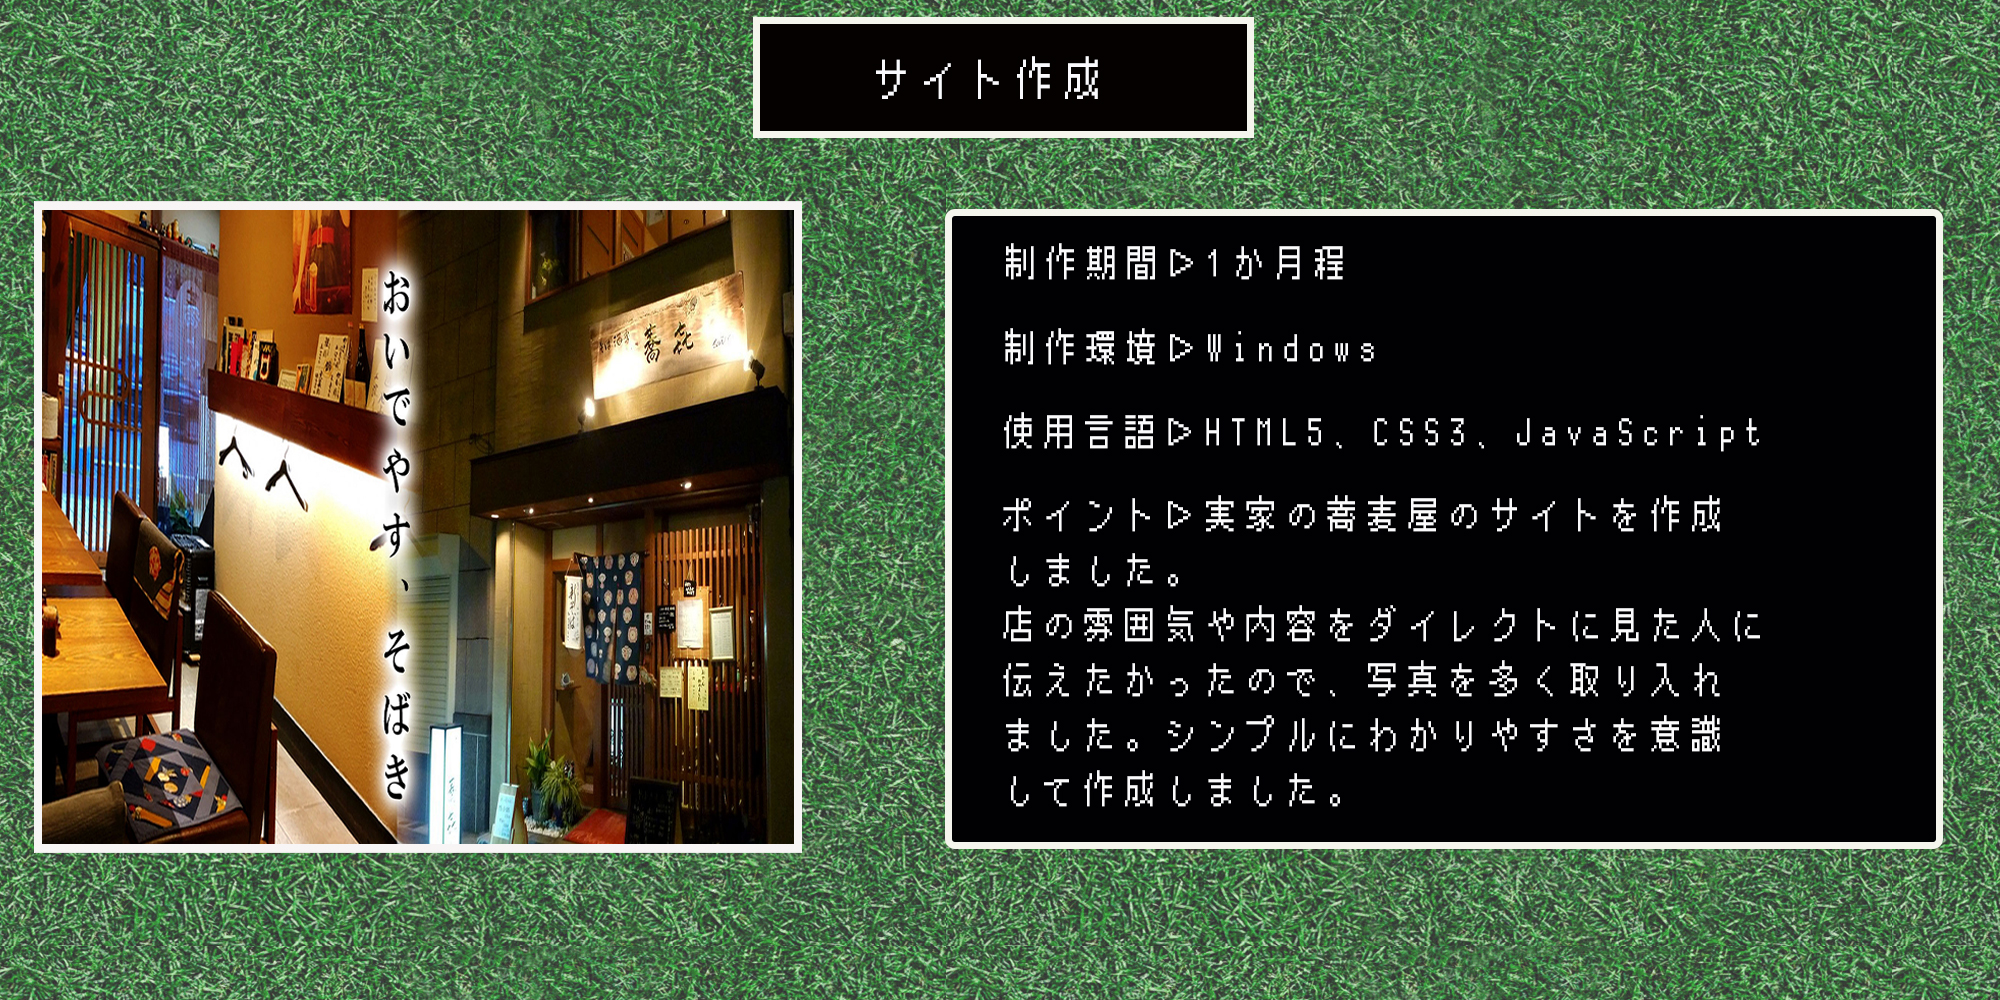 サイト作成
おいでやす、そばき
蕎㐂
制作期間▷1か月程
制作環境▷Windows
使用言語▷HTML5、CSS3、JavaScript
ポイント▷実家の蕎麦屋のサイトを作成
しました。
店の雰囲気や内容をダイレクトに見た人に
伝えたかったので、写真を多く取り入れ
ました。シンプルにわかりやすさを意識
して作成しました。